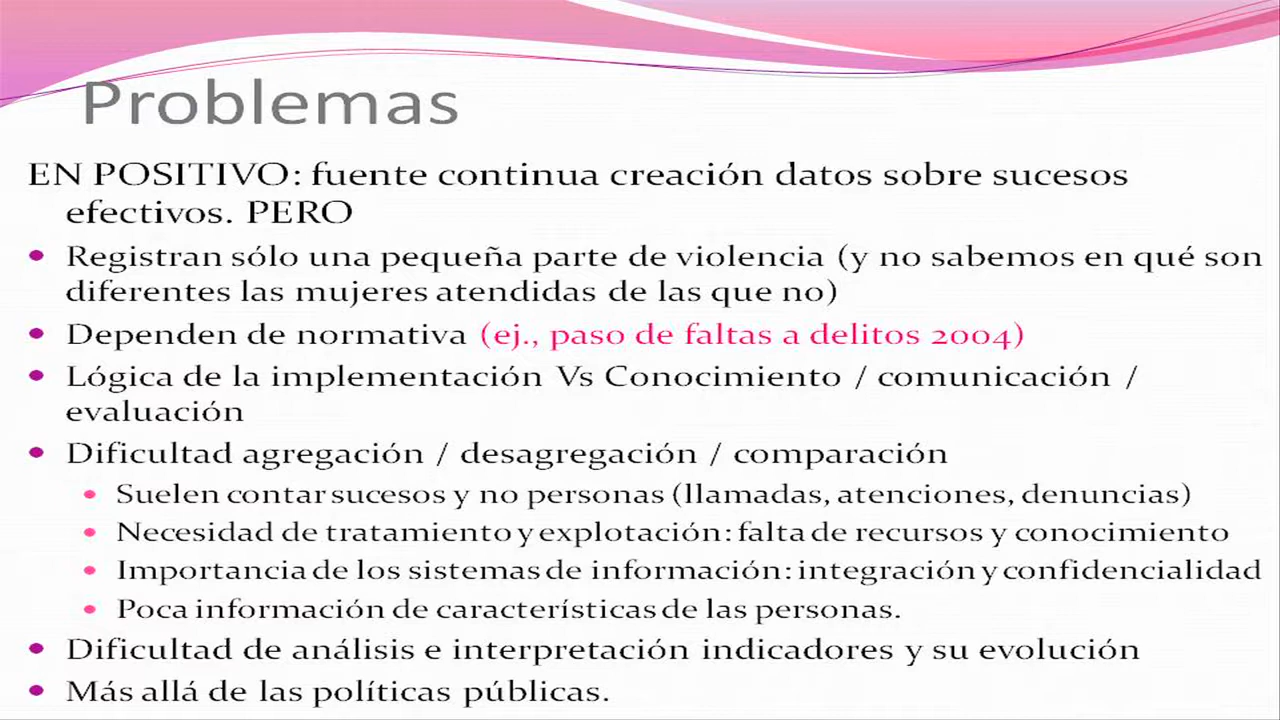 Problemas
EN POSITIVO: fuente continua creación datos sobre sucesos
efectivos. PERO
• Registran sólo una pequeña parte de violencia (y no sabemos en qué son
diferentes las mujeres atendidas de las que no)
• Dependen de normativa (ej., paso de faltas a delitos 2004)
• Lógica de la implementación Vs Conocimiento / comunicación /
evaluación
• Dificultad agregación / desagregación / comparación
• Suelen contar sucesos y no personas (llamadas, atenciones, denuncias)
• Necesidad de tratamiento y explotación: falta de recursos y conocimiento
• Importancia de los sistemas de información: integración y confidencialidad
• Poca información de características de las personas.
• Dificultad de análisis e interpretación indicadores y su evolución
• Más allá de las políticas públicas.